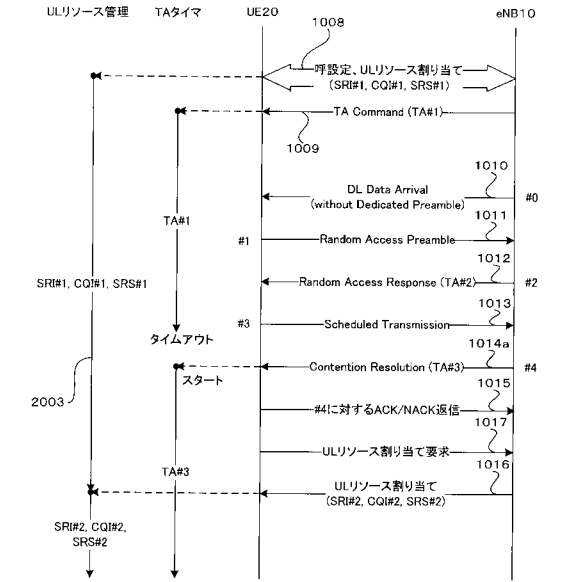 ULリソース管理 TAタイマ UE20 eNB10
1008
呼設定、ULリソース割り当て
(SRI#1, CQI#1, SRS#1)
TA Command (TA#1)
1009
1010
DL Data Arrival
(without Dedicated Preamble)
#0
1011
TA#1
#1
Random Access Preamble
1012
SRI#1, CQI#1, SRS#1
Random Access Response (TA#2)
#2
1013
#3
Scheduled Transmission
タイムアウト
1014a
Contention Resolution (TA#3)
#4
スタート
1015
2003
#4に対するACK/NACK返信
1017
ULリソース割り当て要求
TA#3
1016
ULリソース割り当て
(SRI#2, CQI#2, SRS#2)
SRI#2, CQI#2,
SRS#2